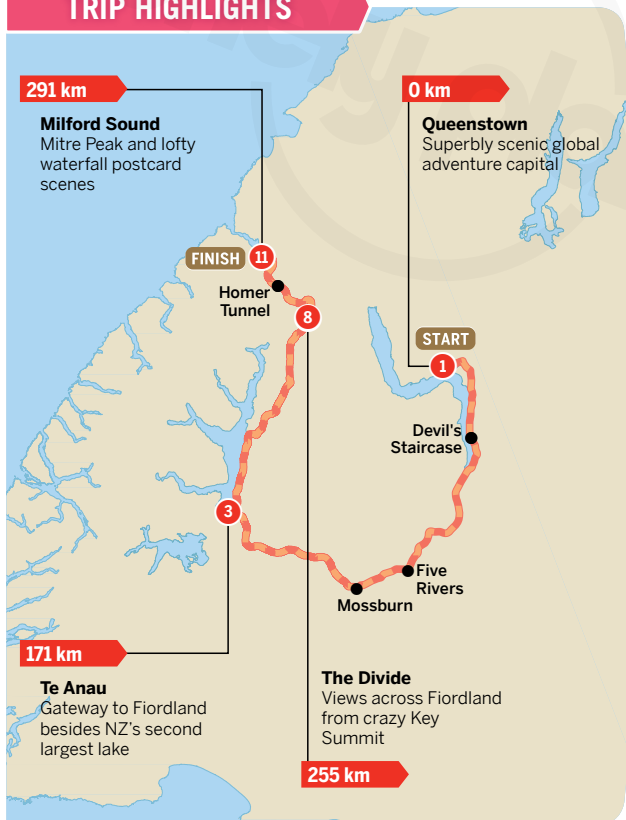 TRIP HIGHLIGHTS
291 km
Milford Sound
Mitre Peak and lofty
waterfall postcard
scenes
0 km
Queenstown
Superbly scenic global
adventure capital
FINISH
11
Homer
Tunnel
8
START
1
Devil's
Staircase
3
Five
Rivers
Mossburn
171 km
Te Anau
Gateway to Fiordland
besides NZ's second
largest lake
The Divide
Views across Fiordland
from crazy Key
Summit
255 km